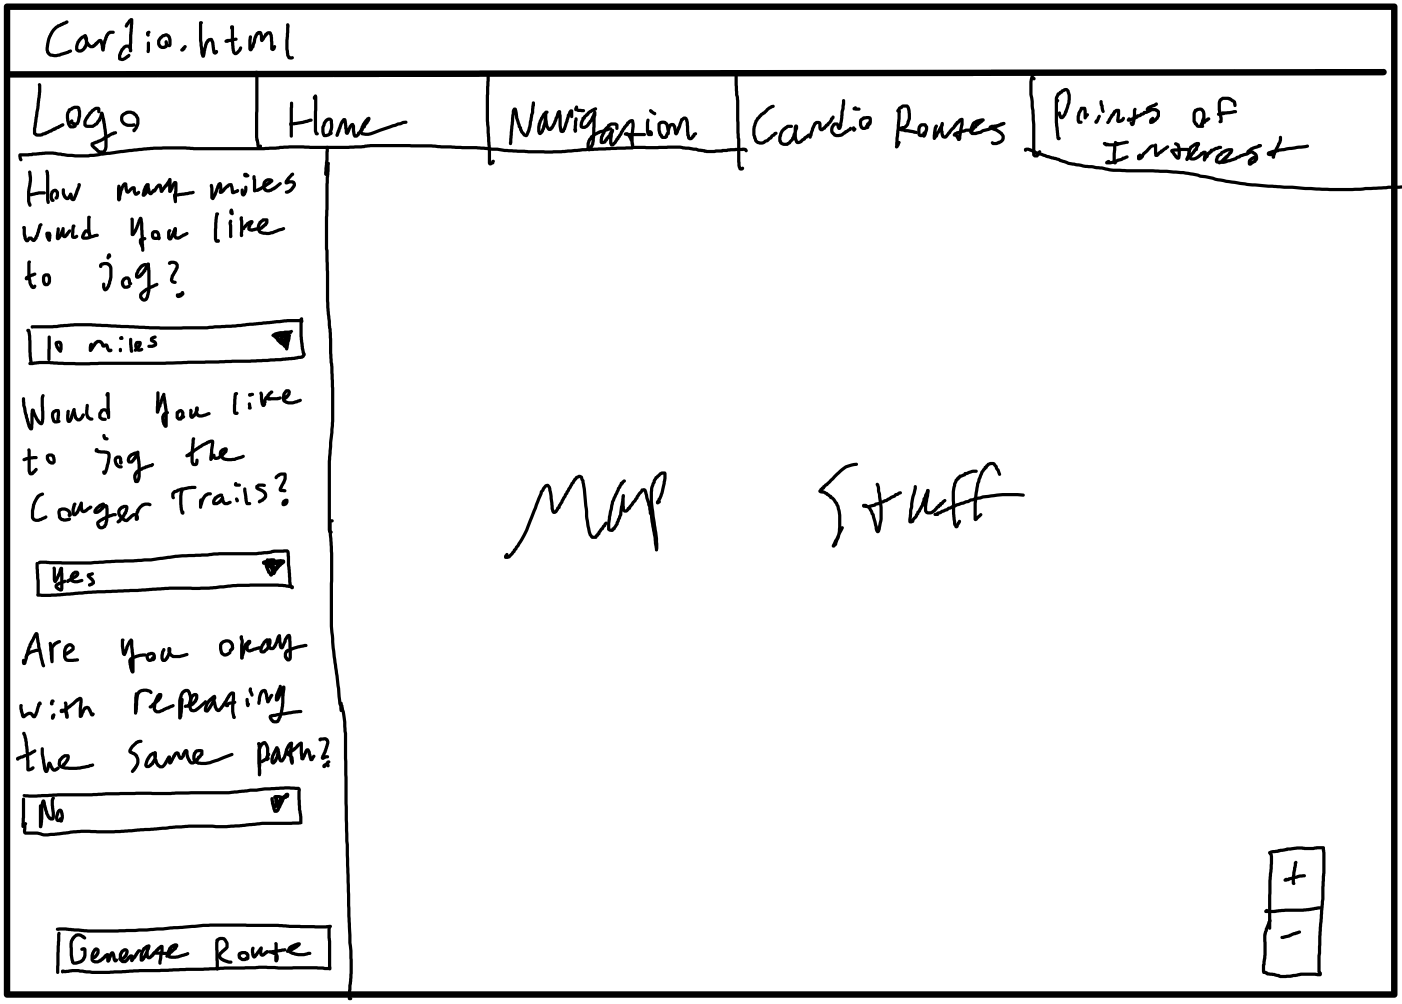 Cardio.html
Logo
Home
Navigation
Cardio Routes
Points of
Interest
How many miles
would you like
to jog?
10 miles
Would you like
to jog the
Couger Trails?
Yes
Are you okay
with repeating
the same path?
No
Generate Route
Map Stuff
+
-